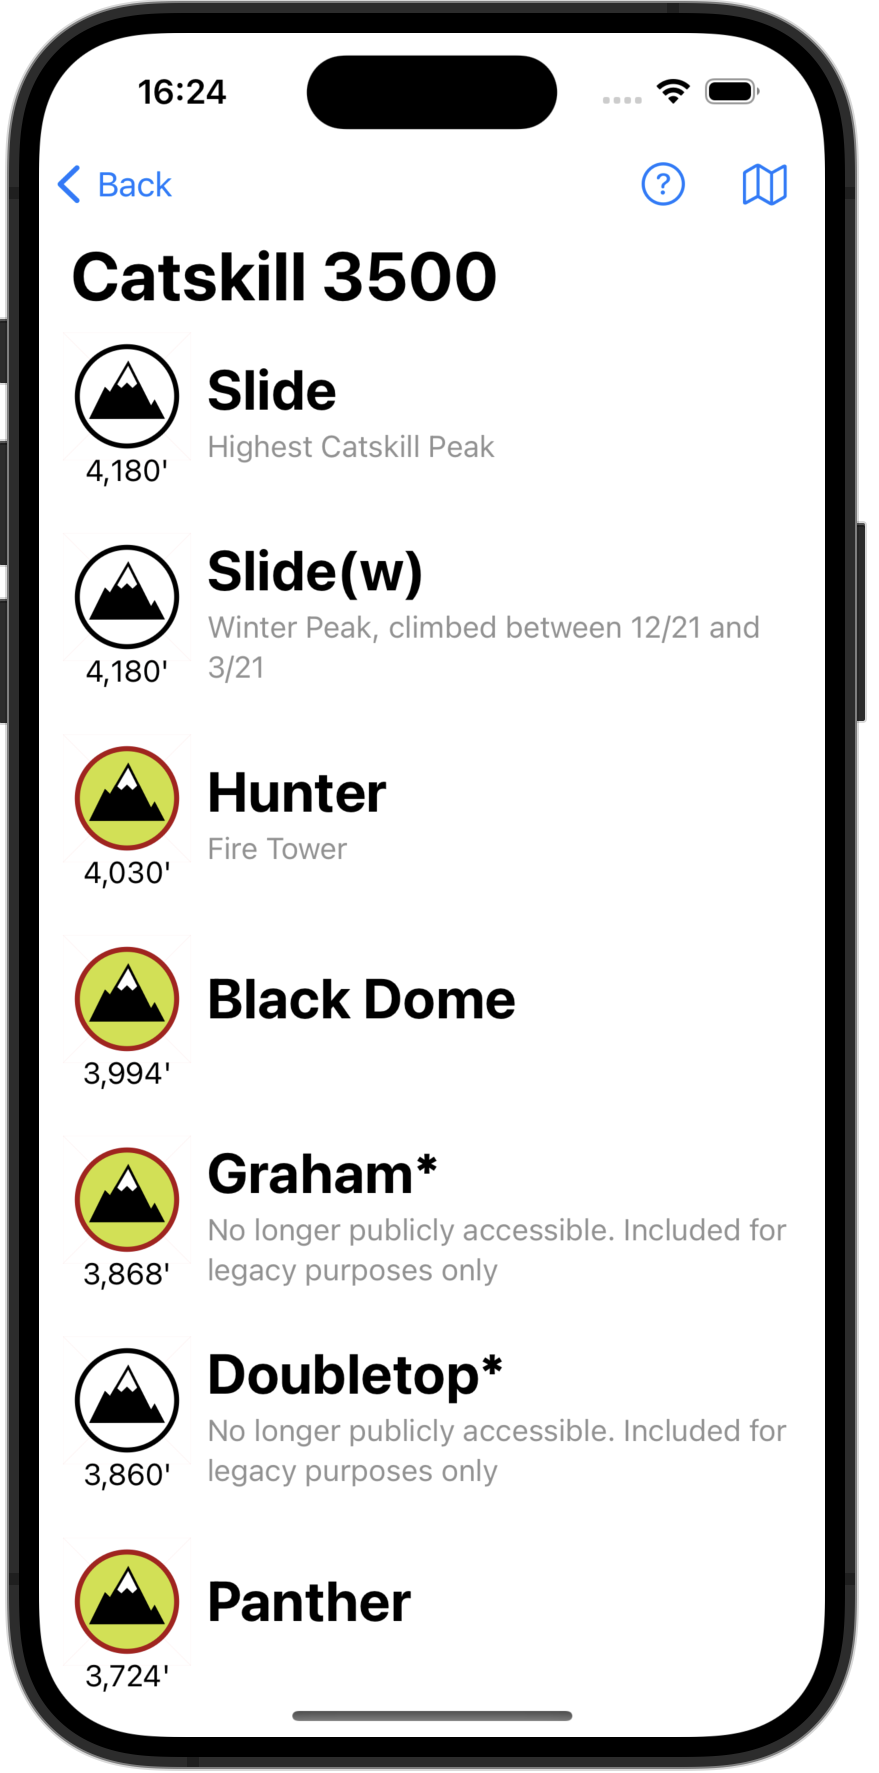 16:24
Back
?
Catskill 3500
Slide
Highest Catskill Peak
4,180'
Slide(w)
Winter Peak, climbed between 12/21 and
3/21
4,180'
Hunter
Fire Tower
4,030'
Black Dome
3,994'
Graham*
No longer publicly accessible. Included for
legacy purposes only
3,868'
Doubletop*
No longer publicly accessible. Included for
legacy purposes only
3,860'
Panther
3,724'